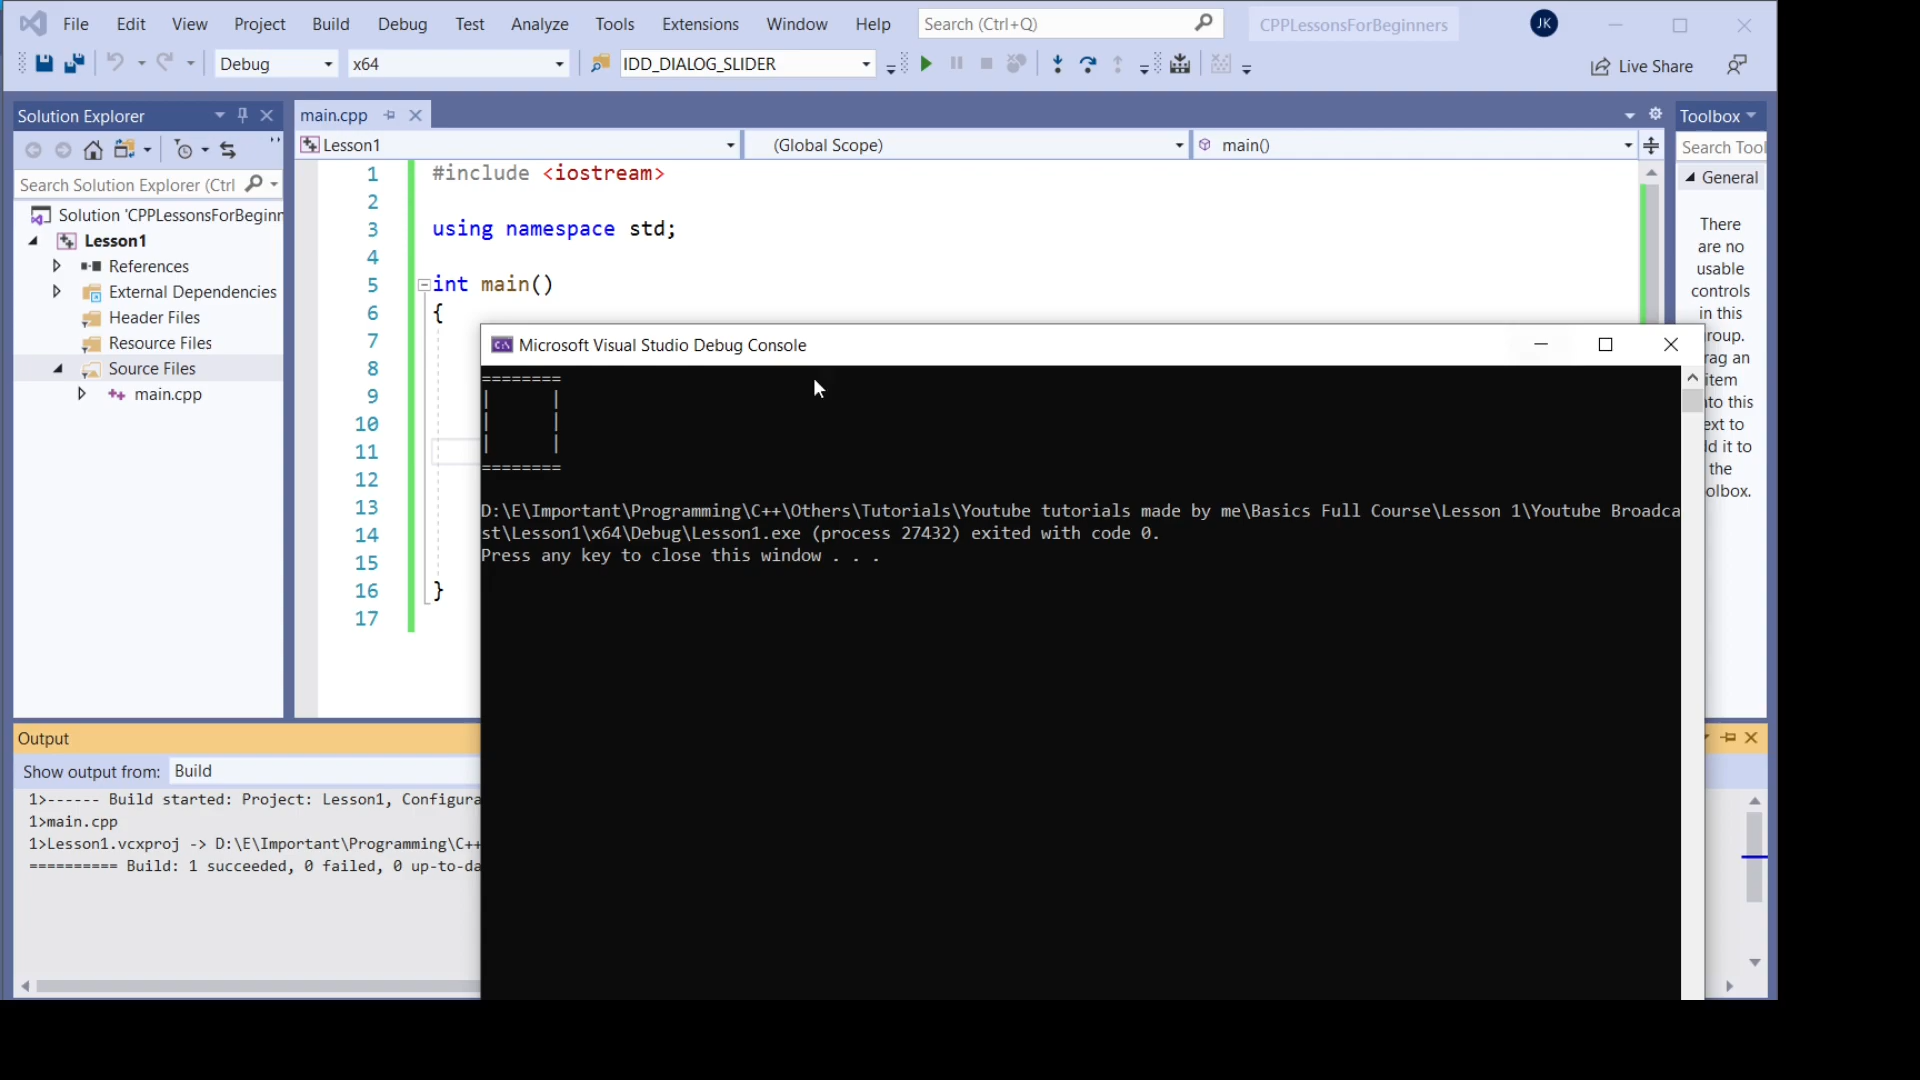 File Edit View Project Build Debug Test Analyze Tools Extensions Window Help Search (Ctrl+Q) CPPLessonsForBeginners JK
Debug x64 IDD_DIALOG_SLIDER Live Share
Solution Explorer
Search Solution Explorer (Ctrl
Solution 'CPPLessonsForBeginn
Lesson1
References
External Dependencies
Header Files
Resource Files
Source Files
main.cpp
main.cpp
Lesson1 (Global Scope) main()
1 #include <iostream>
2
3 using namespace std;
4
5 int main()
6 {
7
8
9
10
11
12
13
14
15
16 }
17
Microsoft Visual Studio Debug Console
========
|      |
|      |
|      |
========
D:\E\Important\Programming\C++\Others\Tutorials\Youtube tutorials made by me\Basics Full Course\Lesson 1\Youtube Broadca
st\Lesson1\x64\Debug\Lesson1.exe (process 27432) exited with code 0.
Press any key to close this window . . .
Toolbox
Search Tool
General
There
are no
usable
controls
in this
roup.
rag an
item
to this
ext to
d it to
the
olbox.
Output
Show output from: Build
1>------ Build started: Project: Lesson1, Configura
1>main.cpp
1>Lesson1.vcxproj -> D:\E\Important\Programming\C++
========== Build: 1 succeeded, 0 failed, 0 up-to-da